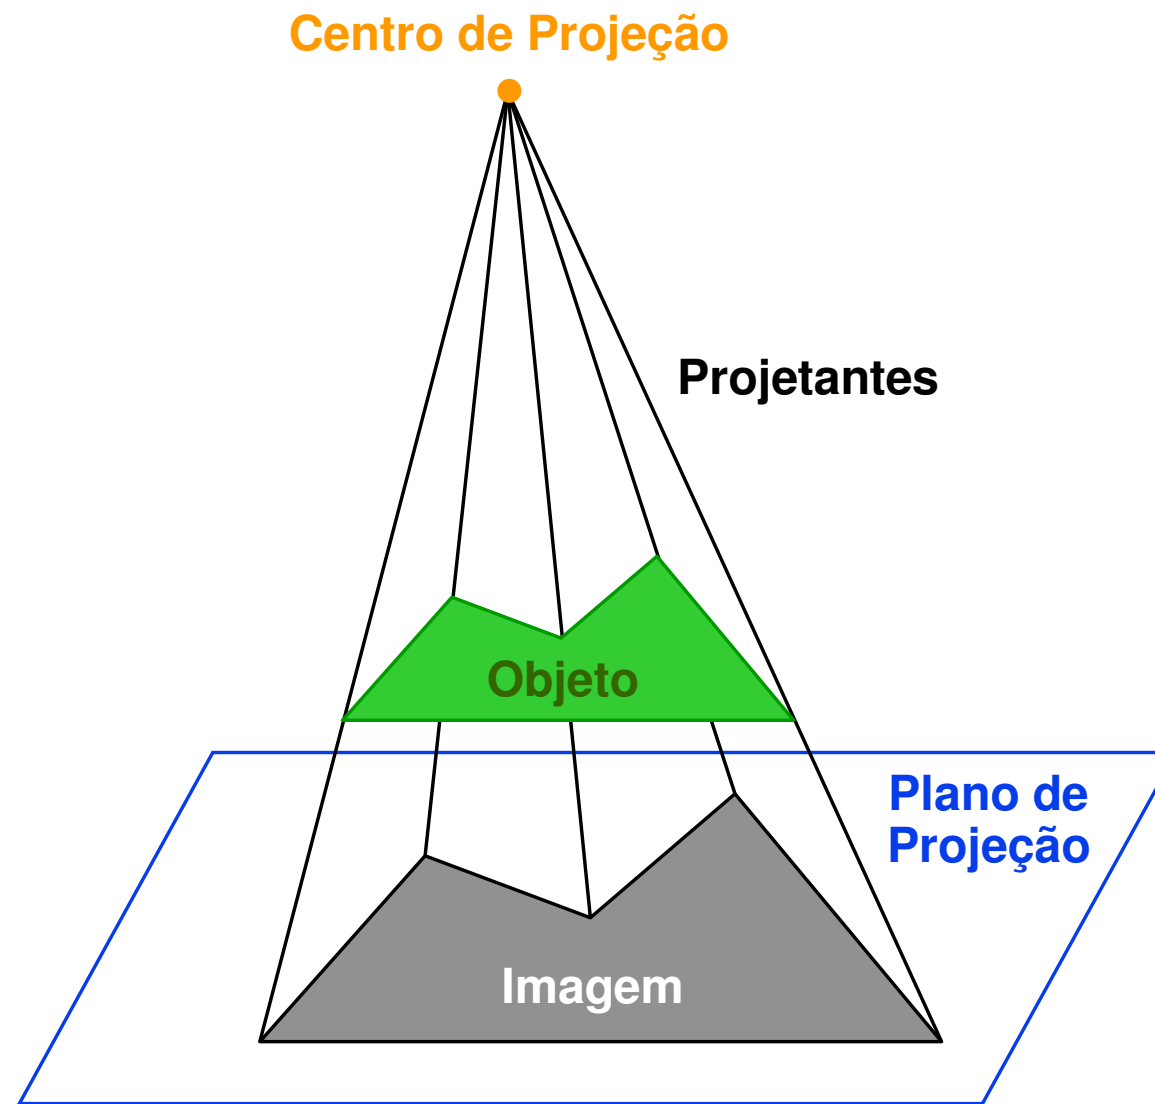 Centro de Projeção
Projetantes
Objeto
Plano de
Projeção
Imagem